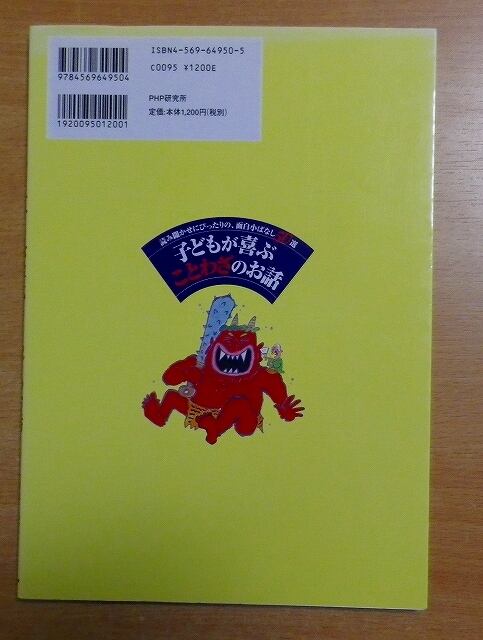 ISBN4-569-64950-5
C0095 ¥1200E
9784569649504
PHP研究所
定価:本体1,200円(税別)
1920095012001
読み聞かせにぴったりの、面白小ばなし 選
子どもが喜ぶ
ことわざのお話